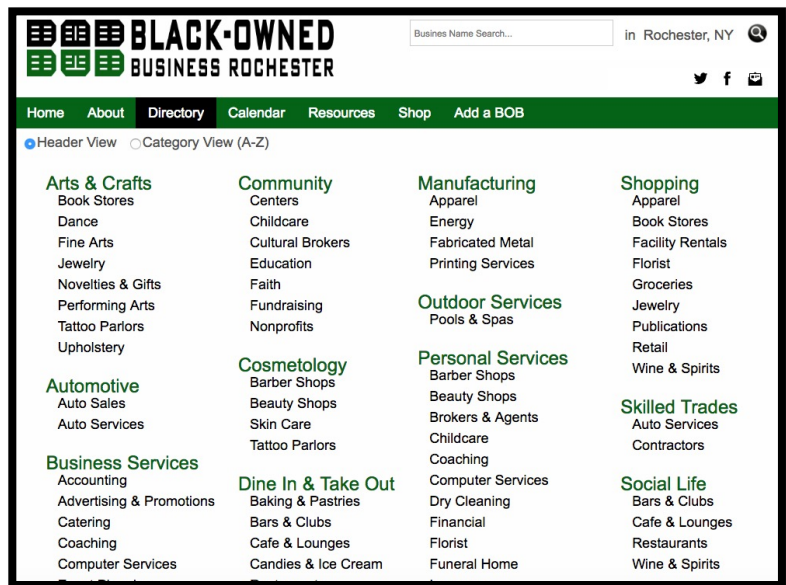 BLACK-OWNED
BUSINESS ROCHESTER
Busines Name Search...
in Rochester, NY
Home About Directory Calendar Resources Shop Add a BOB
Header View Category View (A-Z)
Arts & Crafts
Book Stores
Dance
Fine Arts
Jewelry
Novelties & Gifts
Performing Arts
Tattoo Parlors
Upholstery
Automotive
Auto Sales
Auto Services
Business Services
Accounting
Advertising & Promotions
Catering
Coaching
Computer Services
Community
Centers
Childcare
Cultural Brokers
Education
Faith
Fundraising
Nonprofits
Cosmetology
Barber Shops
Beauty Shops
Skin Care
Tattoo Parlors
Dine In & Take Out
Baking & Pastries
Bars & Clubs
Cafe & Lounges
Candies & Ice Cream
Manufacturing
Apparel
Energy
Fabricated Metal
Printing Services
Outdoor Services
Pools & Spas
Personal Services
Barber Shops
Beauty Shops
Brokers & Agents
Childcare
Coaching
Computer Services
Dry Cleaning
Financial
Florist
Funeral Home
Shopping
Apparel
Book Stores
Facility Rentals
Florist
Groceries
Jewelry
Publications
Retail
Wine & Spirits
Skilled Trades
Auto Services
Contractors
Social Life
Bars & Clubs
Cafe & Lounges
Restaurants
Wine & Spirits